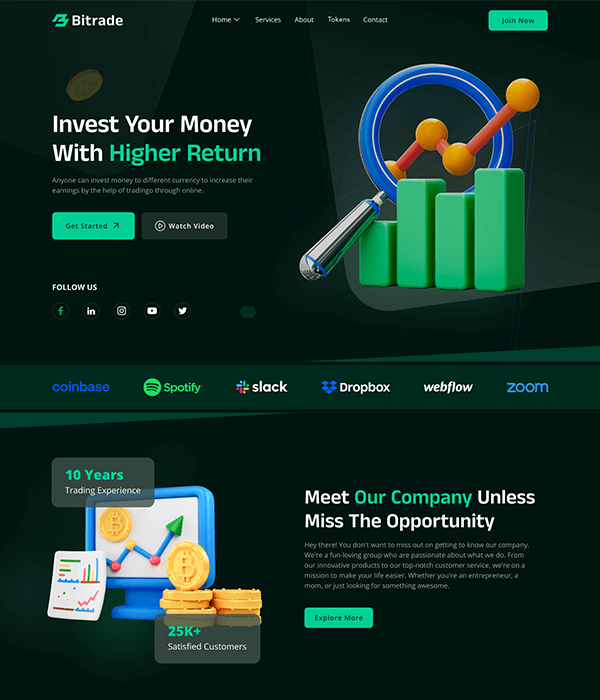 Bitrade
Home
Services
About
Tokens
Contact
Join Now
Invest Your Money
With Higher Return
Anyone can invest money to different currency to increase their
earnings by the help of tradingo through online.
Get Started
Watch Video
FOLLOW US
coinbase
Spotify
slack
Dropbox
webflow
zoom
10 Years
Trading Experience
25K+
Satisfied Customers
Meet Our Company Unless
Miss The Opportunity
Hey there! You don't want to miss out on getting to know our company.
We're a fun-loving group who are passionate about what we do. From
our innovative products to our top-notch customer service, we're on a
mission to make your life easier. Whether you're an entrepreneur, a
mom, or just looking for something awesome.
Explore More